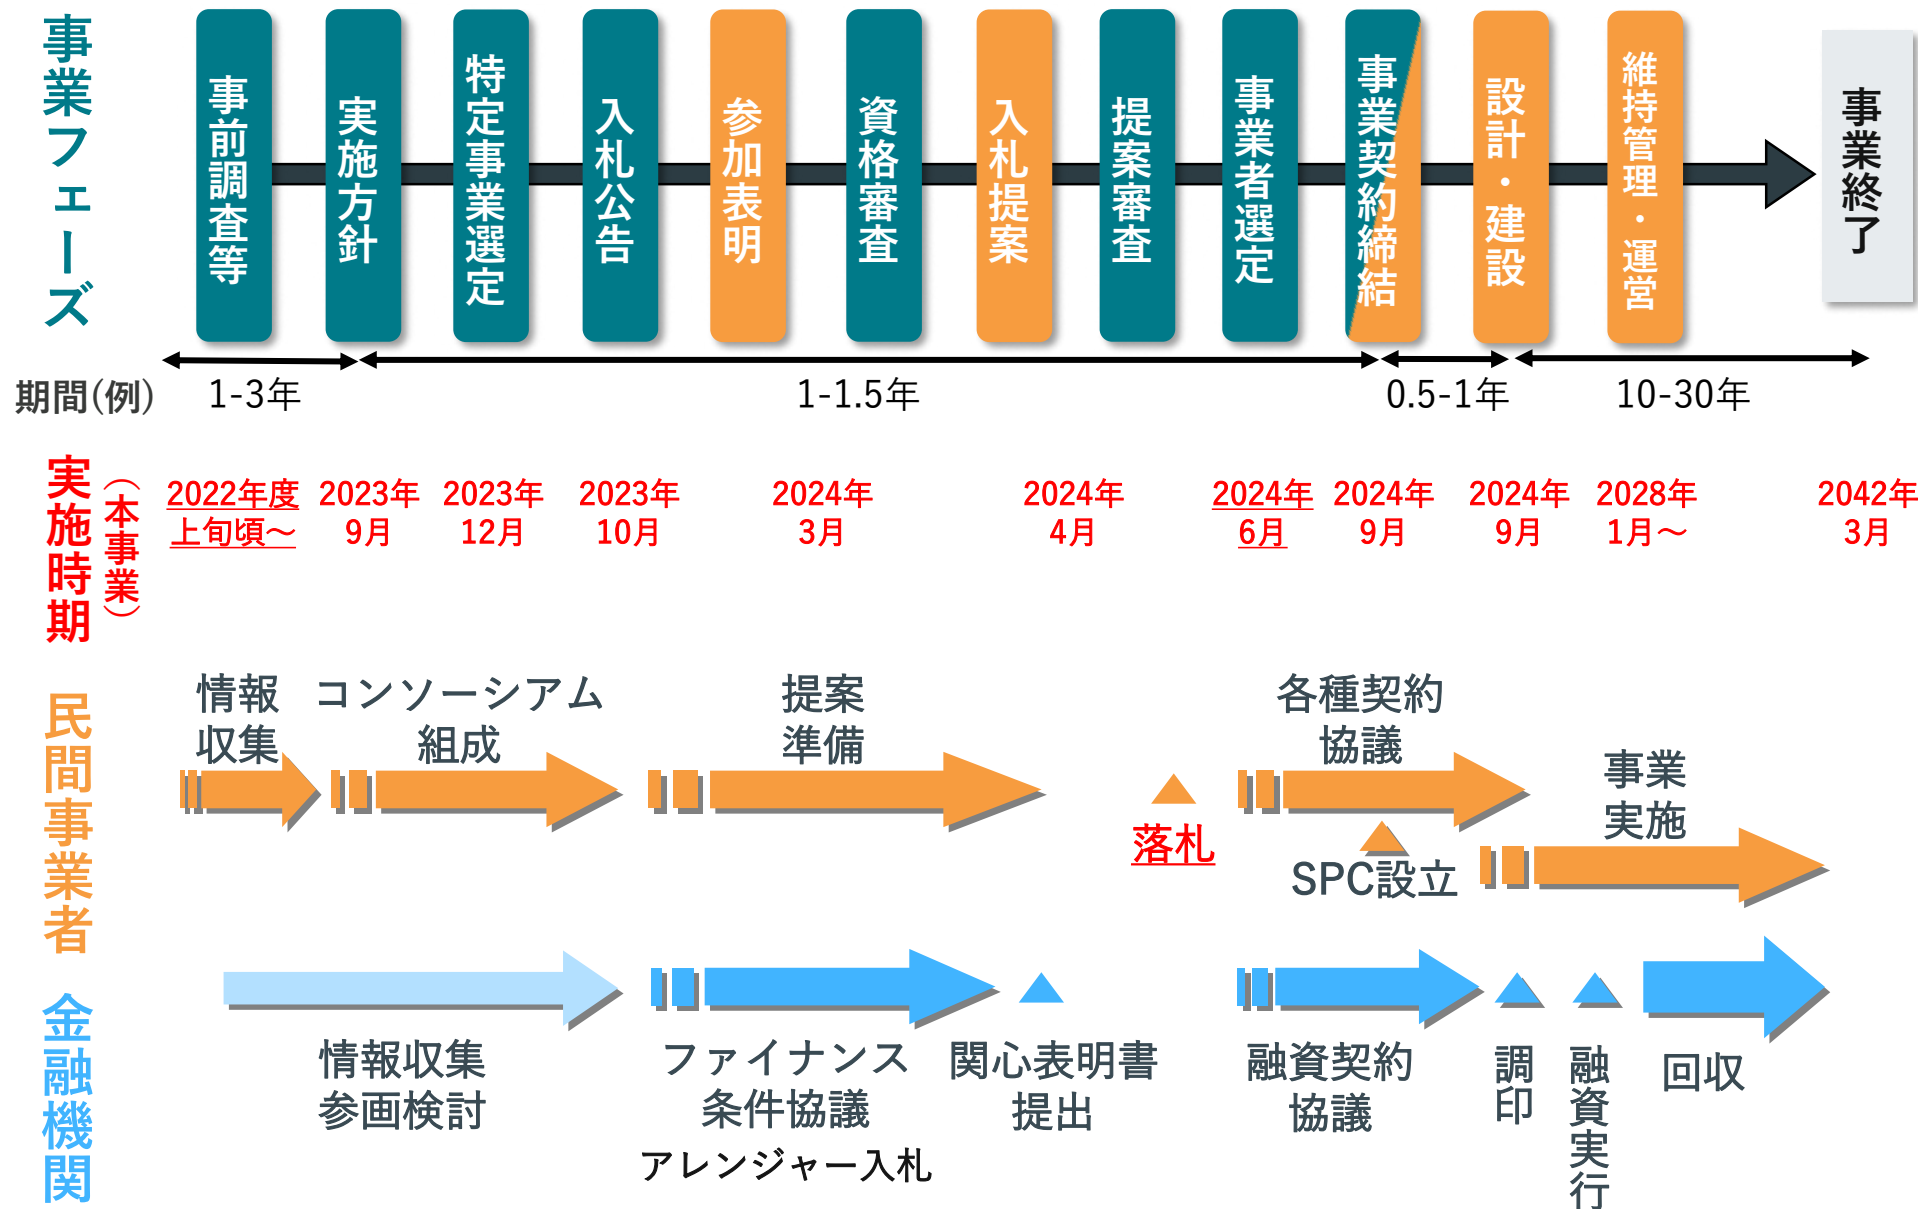 事業フェーズ
事前調査等
実施方針
特定事業選定
入札公告
参加表明
資格審査
入札提案
提案審査
事業者選定
事業契約締結
設計・建設
維持管理・運営
事業終了
期間(例)
1-3年
1-1.5年
0.5-1年
10-30年
実施時期
（本事業）
2022年度
上旬頃～
2023年
9月
2023年
12月
2023年
10月
2024年
3月
2024年
4月
2024年
6月
2024年
9月
2024年
9月
2028年
1月～
2042年
3月
民間事業者
情報
収集
コンソーシアム
組成
提案
準備
落札
各種契約
協議
SPC設立
事業
実施
金融機関
情報収集
参画検討
ファイナンス
条件協議
アレンジャー入札
関心表明書
提出
融資契約
協議
調印
融資実行
回収